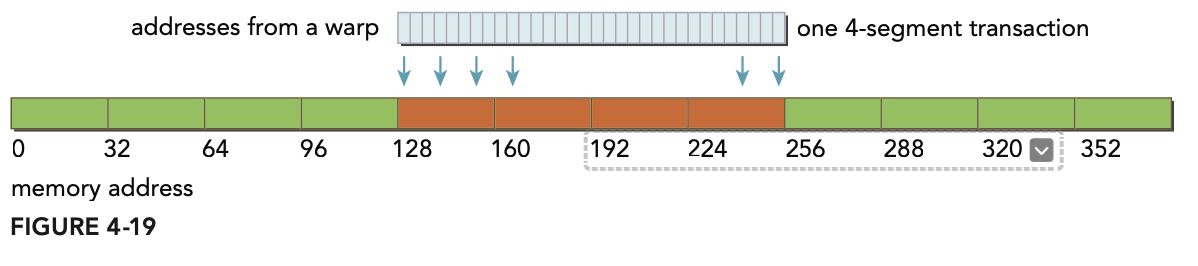 addresses from a warp one 4-segment transaction
0 32 64 96 128 160 192 224 256 288 320 352
memory address
FIGURE 4-19